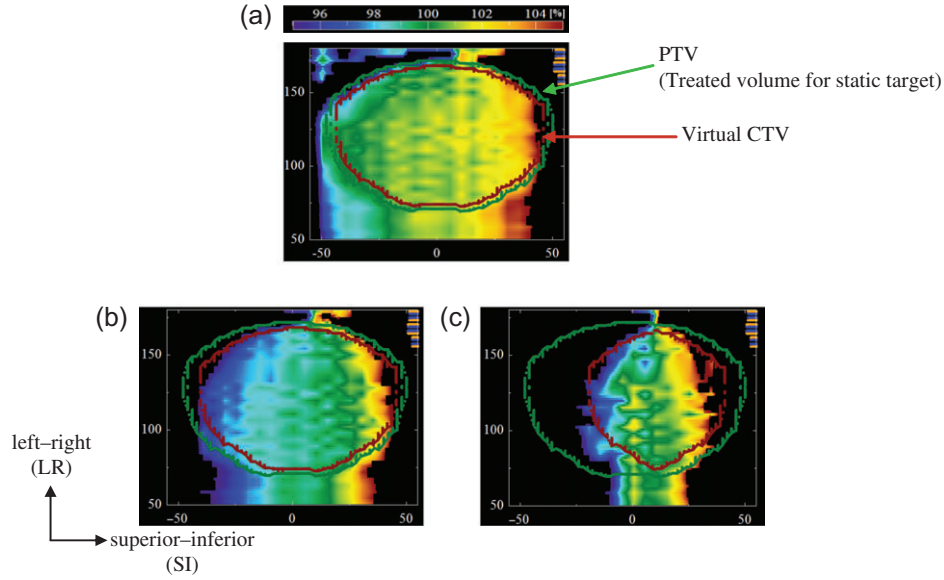 (a)
96 98 100 102 104 [%]
PTV
(Treated volume for static target)
Virtual CTV
150
100
50
-50 0 50
(b) (c)
150 150
100 100
50 50
left–right
(LR)
−50 0 50 −50 0 50
superior–inferior
(SI)